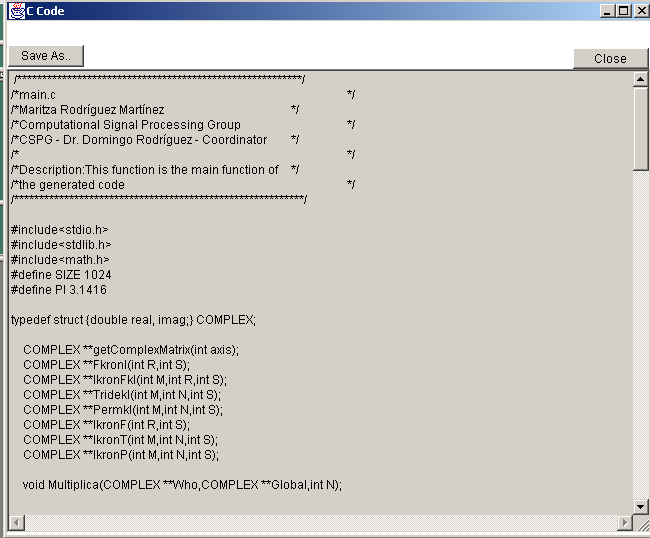 C Code
Save As..
Close
/*********************************************************/
/*main.c */
/*Maritza Rodríguez Martínez */
/*Computational Signal Processing Group */
/*CSPG - Dr. Domingo Rodríguez - Coordinator */
/* */
/*Description:This function is the main function of */
/*the generated code */
/**********************************************************/
#include<stdio.h>
#include<stdlib.h>
#include<math.h>
#define SIZE 1024
#define PI 3.1416
typedef struct {double real, imag;} COMPLEX;
COMPLEX **getComplexMatrix(int axis);
COMPLEX **FkronI(int R,int S);
COMPLEX **IkronFkI(int M,int R,int S);
COMPLEX **TridekI(int M,int N,int S);
COMPLEX **PermkI(int M,int N,int S);
COMPLEX **IkronF(int R,int S);
COMPLEX **IkronT(int M,int N,int S);
COMPLEX **IkronP(int M,int N,int S);
void Multiplica(COMPLEX **Who,COMPLEX **Global,int N);